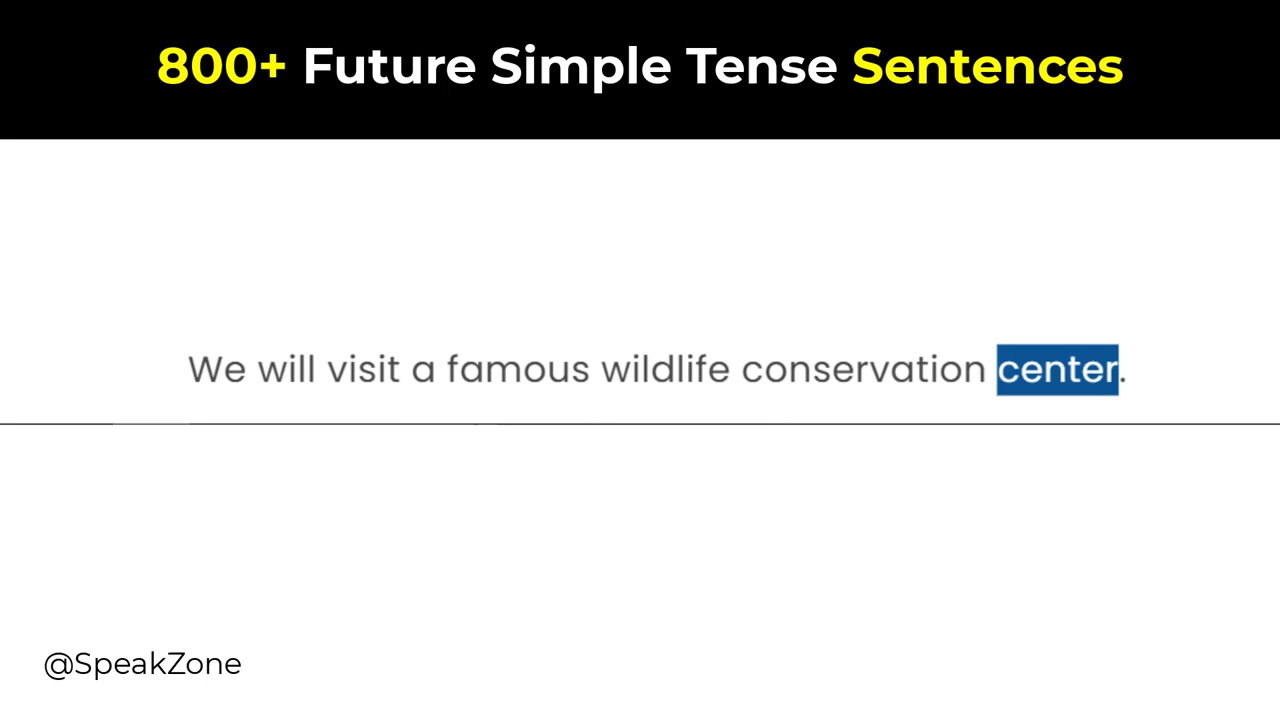 800+ Future Simple Tense Sentences
We will visit a famous wildlife conservation center.
@SpeakZone